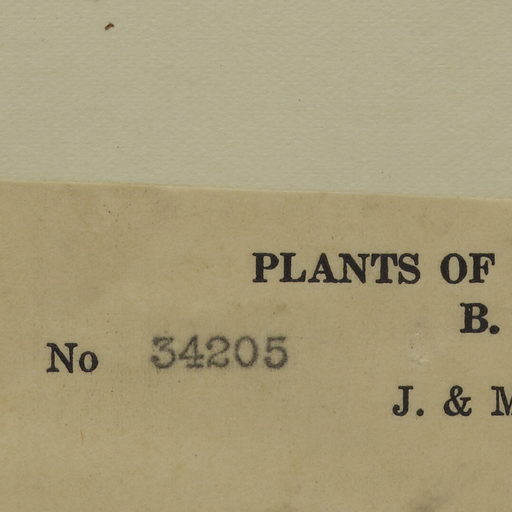 PLANTS OF
B.
No 34205
J. & M